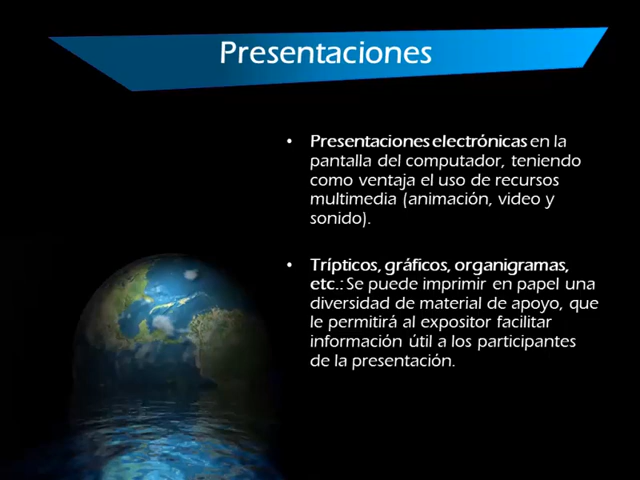 Presentaciones
• Presentaciones electrónicas en la
pantalla del computador, teniendo
como ventaja el uso de recursos
multimedia (animación, video y
sonido).
• Trípticos, gráficos, organigramas,
etc.: Se puede imprimir en papel una
diversidad de material de apoyo, que
le permitirá al expositor facilitar
información útil a los participantes
de la presentación.